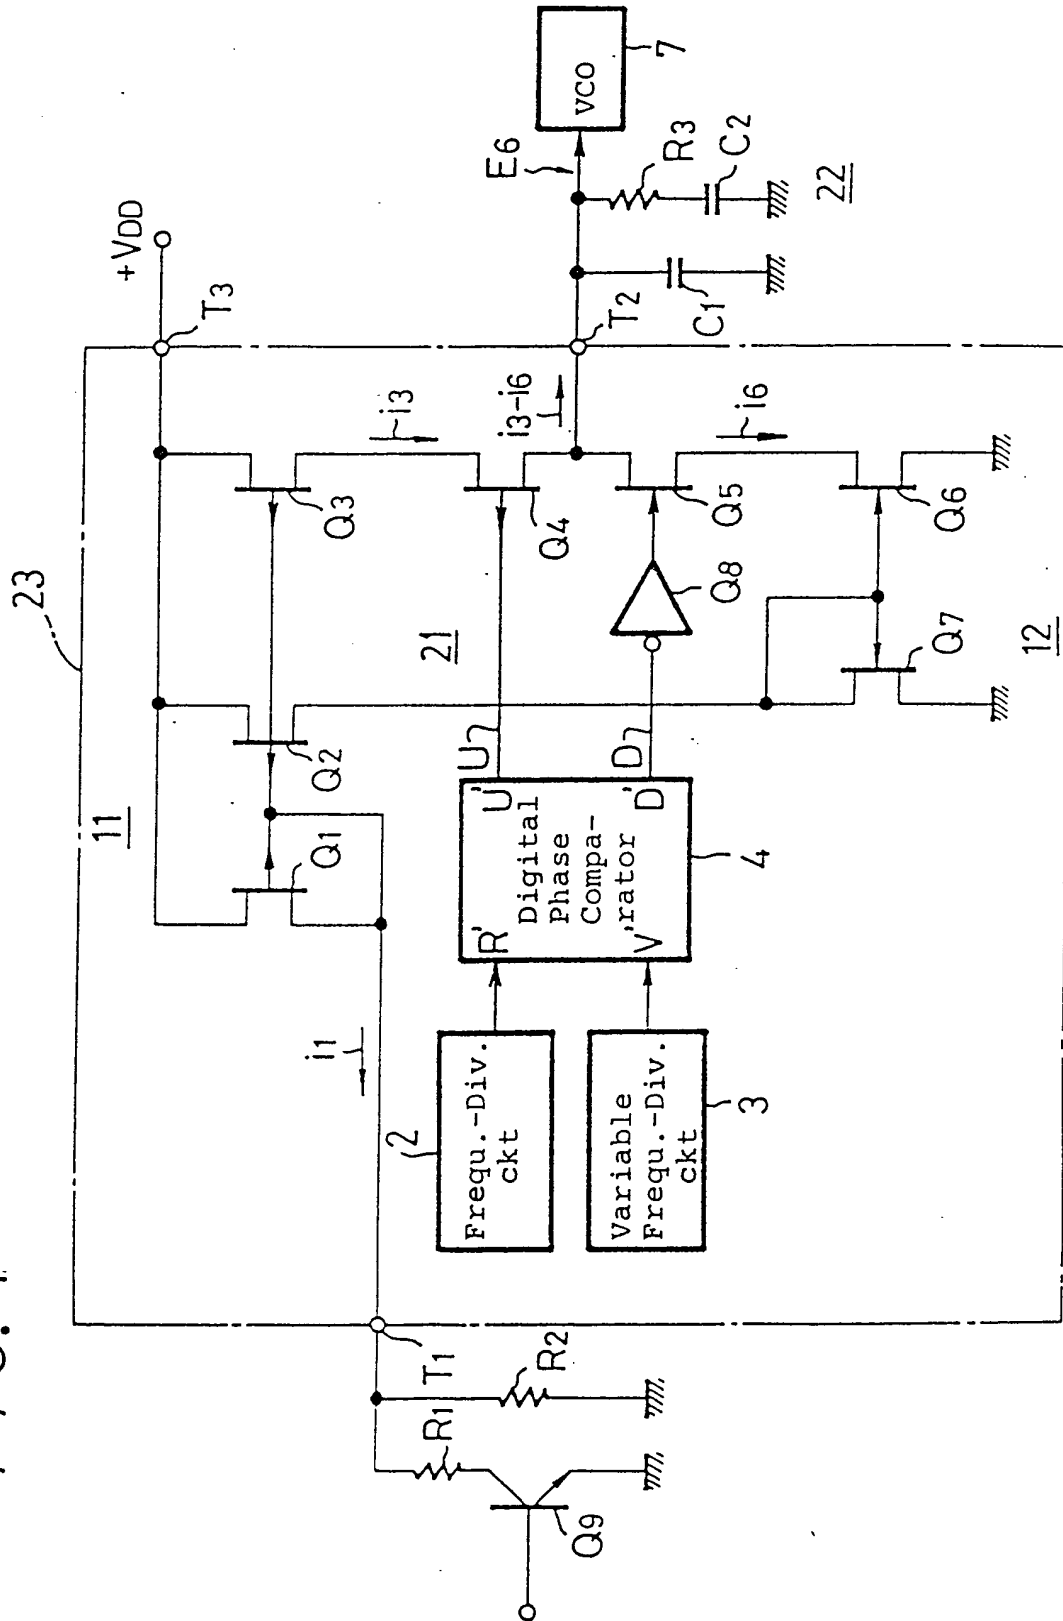 23
11
Q1
Q2
Q3
i3
+VDD
T3
i1
21
U
Q4
i3-i6
T2
E6
VCO
7
R3
C2
C1
22
2
Frequ.-Div.
ckt
3
Variable
Frequ.-Div.
ckt
R'
V'
U'
D'
Digital
Phase
Compa-
rator
4
D
Q8
Q5
i6
Q6
Q7
12
T1
R1
R2
Q9